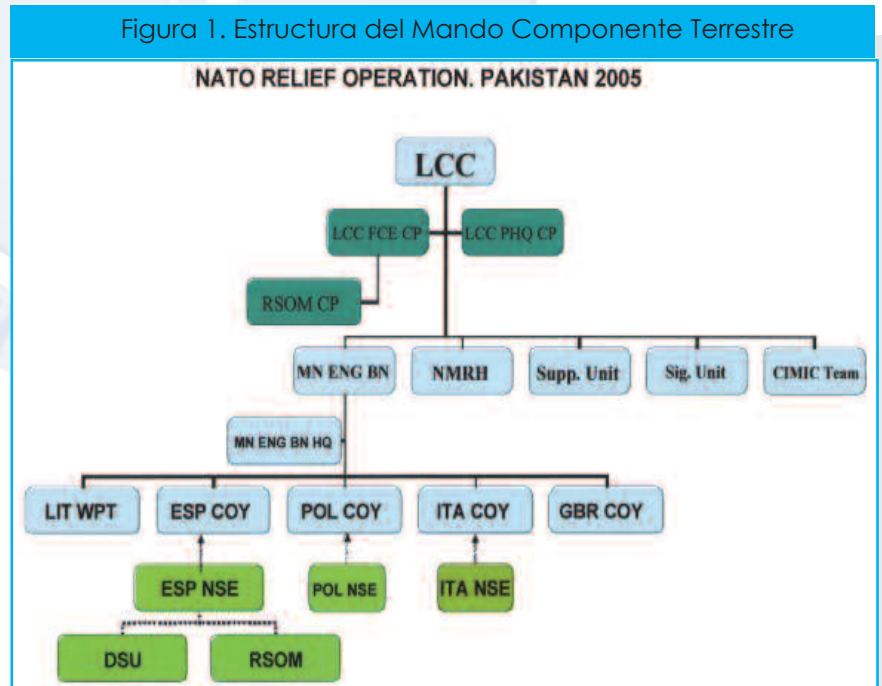 Figura 1. Estructura del Mando Componente Terrestre
NATO RELIEF OPERATION. PAKISTAN 2005
LCC
LCC FCE CP
LCC PHQ CP
RSOM CP
MN ENG BN
NMRH
Supp. Unit
Sig. Unit
CIMIC Team
MN ENG BN HQ
LIT WPT
ESP COY
POL COY
ITA COY
GBR COY
ESP NSE
POL NSE
ITA NSE
DSU
RSOM